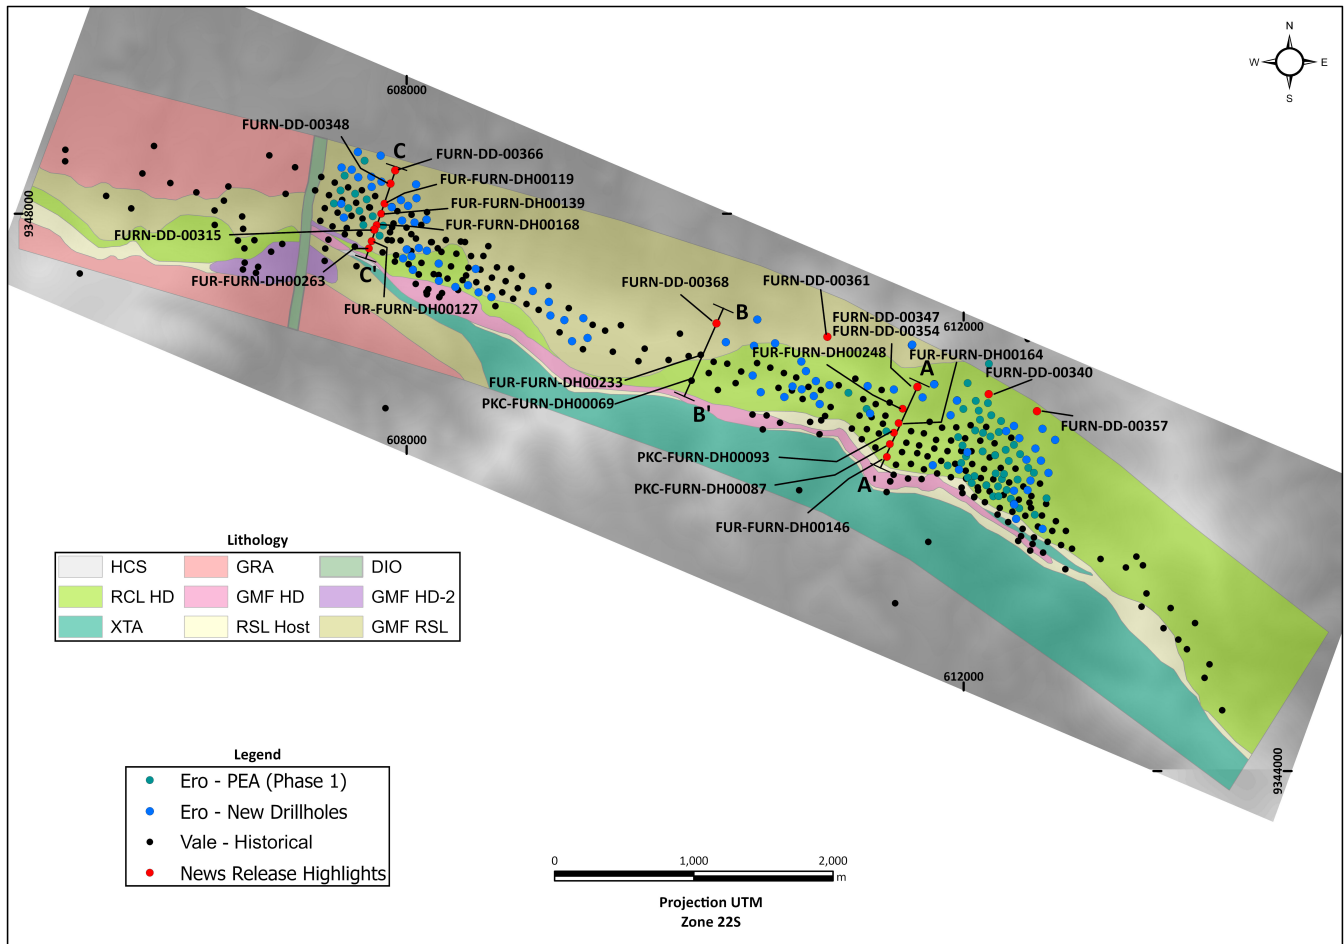 N
W
E
S
608000
FURN-DD-00348
C
FURN-DD-00366
FUR-FURN-DH00119
FUR-FURN-DH00139
9348000
FURN-DD-00315
FUR-FURN-DH00168
C'
FUR-FURN-DH00263
FUR-FURN-DH00127
FURN-DD-00368
FURN-DD-00361
B
FURN-DD-00347
612000
FURN-DD-00354
FUR-FURN-DH00248
FUR-FURN-DH00164
A
FURN-DD-00340
FUR-FURN-DH00233
PKC-FURN-DH00069
B'
FURN-DD-00357
608000
PKC-FURN-DH00093
A'
PKC-FURN-DH00087
FUR-FURN-DH00146
612000
9344000
Lithology
HCS
GRA
DIO
RCL HD
GMF HD
GMF HD-2
XTA
RSL Host
GMF RSL
Legend
Ero - PEA (Phase 1)
Ero - New Drillholes
Vale - Historical
News Release Highlights
0
1,000
2,000
m
Projection UTM
Zone 22S